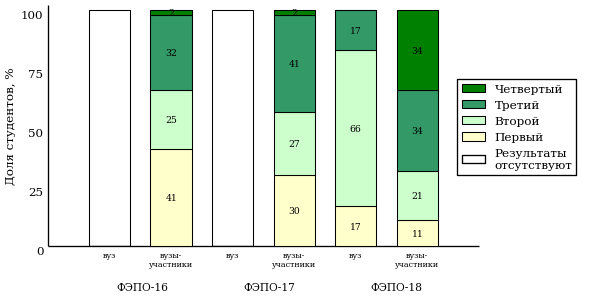 100
75
50
25
0
Доля студентов, %
2
32
25
41
2
41
27
30
17
66
17
34
34
21
11
вуз
вузы-
участники
вуз
вузы-
участники
вуз
вузы-
участники
ФЭПО-16
ФЭПО-17
ФЭПО-18
Четвертый
Третий
Второй
Первый
Результаты
отсутствуют